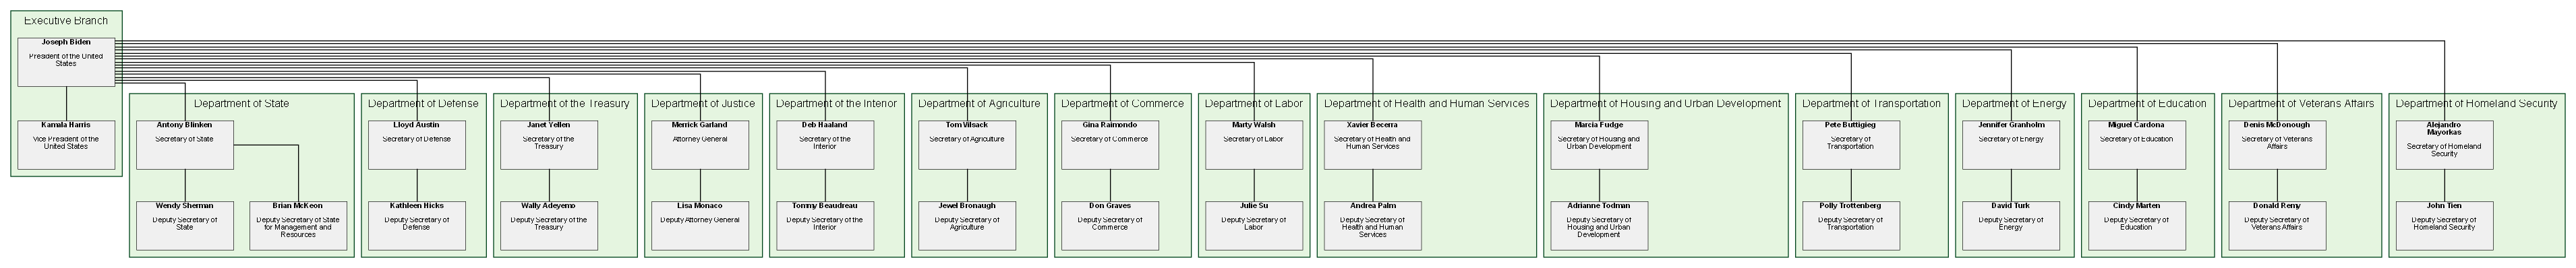 Executive Branch
Joseph Biden
President of the United
States
Kamala Harris
Vice President of the
United States
Department of State
Antony Blinken
Secretary of State
Wendy Sherman
Deputy Secretary of
State
Brian McKeon
Deputy Secretary of State
for Management and
Resources
Department of Defense
Lloyd Austin
Secretary of Defense
Kathleen Hicks
Deputy Secretary of
Defense
Department of the Treasury
Janet Yellen
Secretary of the
Treasury
Wally Adeyemo
Deputy Secretary of the
Treasury
Department of Justice
Merrick Garland
Attorney General
Lisa Monaco
Deputy Attorney General
Department of the Interior
Deb Haaland
Secretary of the
Interior
Tommy Beaudreau
Deputy Secretary of the
Interior
Department of Agriculture
Tom Vilsack
Secretary of Agriculture
Jewel Bronaugh
Deputy Secretary of
Agriculture
Department of Commerce
Gina Raimondo
Secretary of Commerce
Don Graves
Deputy Secretary of
Commerce
Department of Labor
Marty Walsh
Secretary of Labor
Julie Su
Deputy Secretary of
Labor
Department of Health and Human Services
Xavier Becerra
Secretary of Health and
Human Services
Andrea Palm
Deputy Secretary of
Health and Human
Services
Department of Housing and Urban Development
Marcia Fudge
Secretary of Housing and
Urban Development
Adrianne Todman
Deputy Secretary of
Housing and Urban
Development
Department of Transportation
Pete Buttigieg
Secretary of
Transportation
Polly Trottenberg
Deputy Secretary of
Transportation
Department of Energy
Jennifer Granholm
Secretary of Energy
David Turk
Deputy Secretary of
Energy
Department of Education
Miguel Cardona
Secretary of Education
Cindy Marten
Deputy Secretary of
Education
Department of Veterans Affairs
Denis McDonough
Secretary of Veterans
Affairs
Donald Remy
Deputy Secretary of
Veterans Affairs
Department of Homeland Security
Alejandro
Mayorkas
Secretary of Homeland
Security
John Tien
Deputy Secretary of
Homeland Security